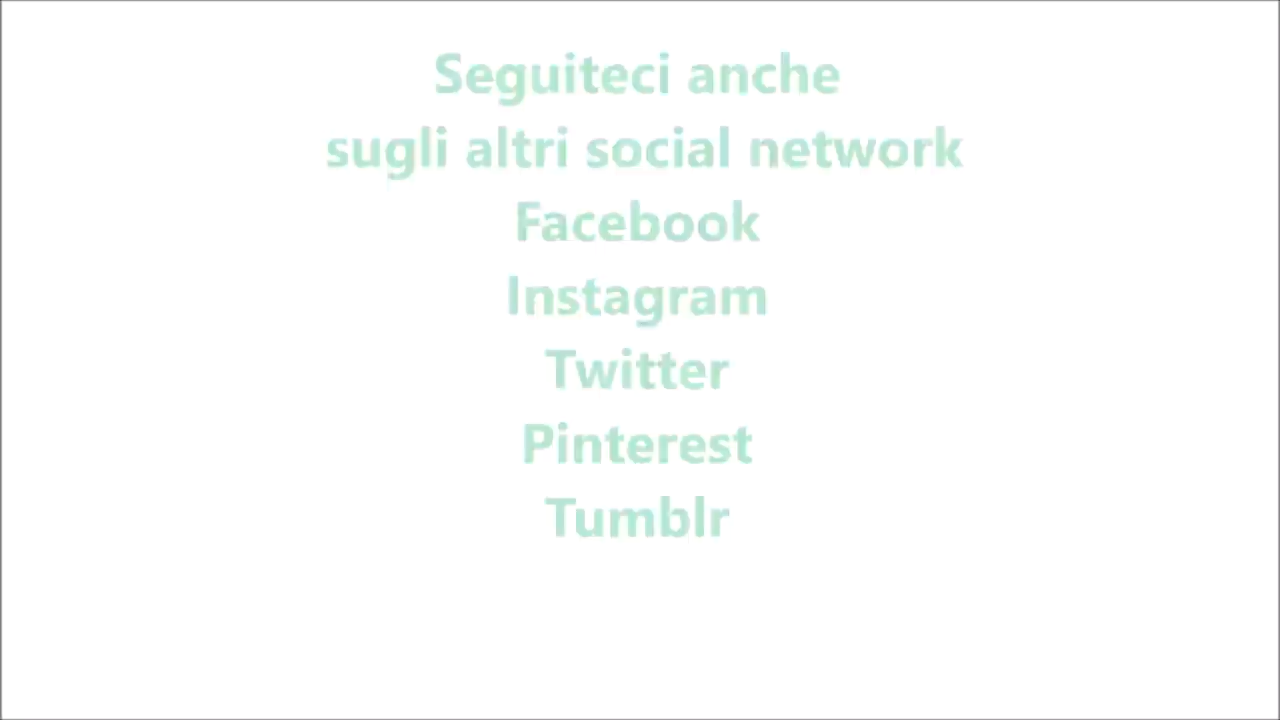 Seguiteci anche
sugli altri social network
Facebook
Instagram
Twitter
Pinterest
Tumblr